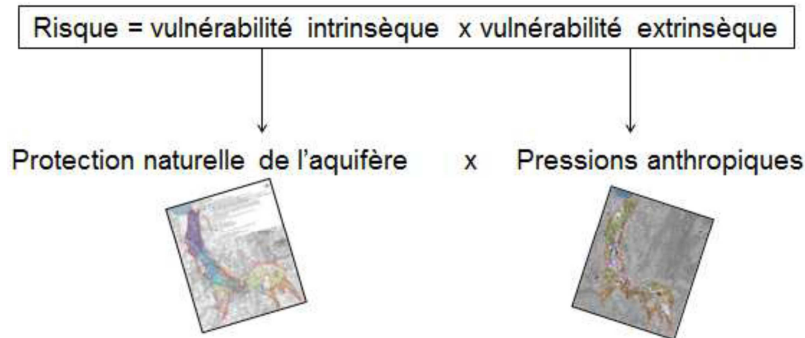 Risque = vulnérabilité intrinsèque x vulnérabilité extrinsèque
Protection naturelle de l'aquifère x Pressions anthropiques